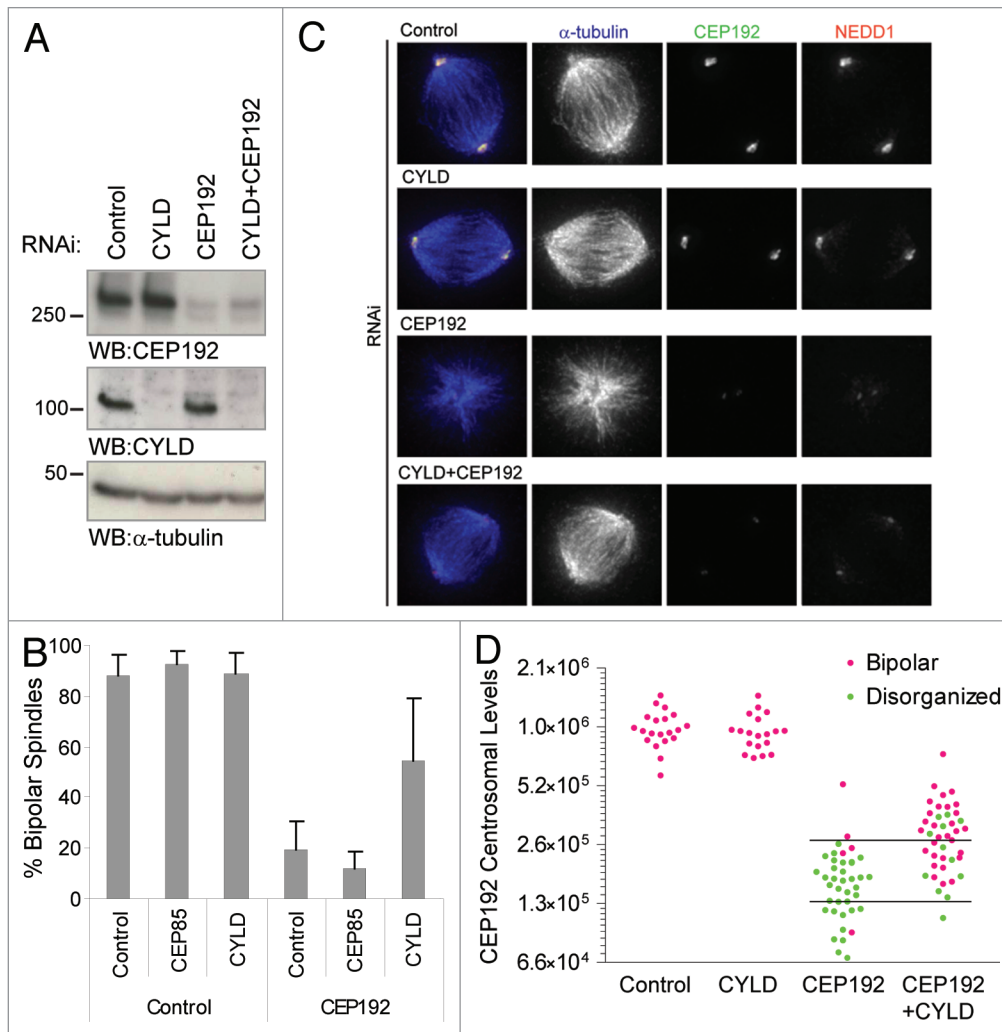 A
RNAi:
Control
CYLD
CEP192
CYLD+CEP192
250
WB:CEP192
100
WB:CYLD
50
WB:α-tubulin
C
Control
α-tubulin
CEP192
NEDD1
CYLD
RNAi
CEP192
CYLD+CEP192
B
% Bipolar Spindles
100
80
60
40
20
0
Control
CEP85
CYLD
Control
CEP85
CYLD
Control
CEP192
D
Bipolar
Disorganized
CEP192 Centrosomal Levels
2.1×10⁶
1.0×10⁶
5.2×10⁵
2.6×10⁵
1.3×10⁵
6.6×10⁴
Control
CYLD
CEP192
CEP192
+CYLD